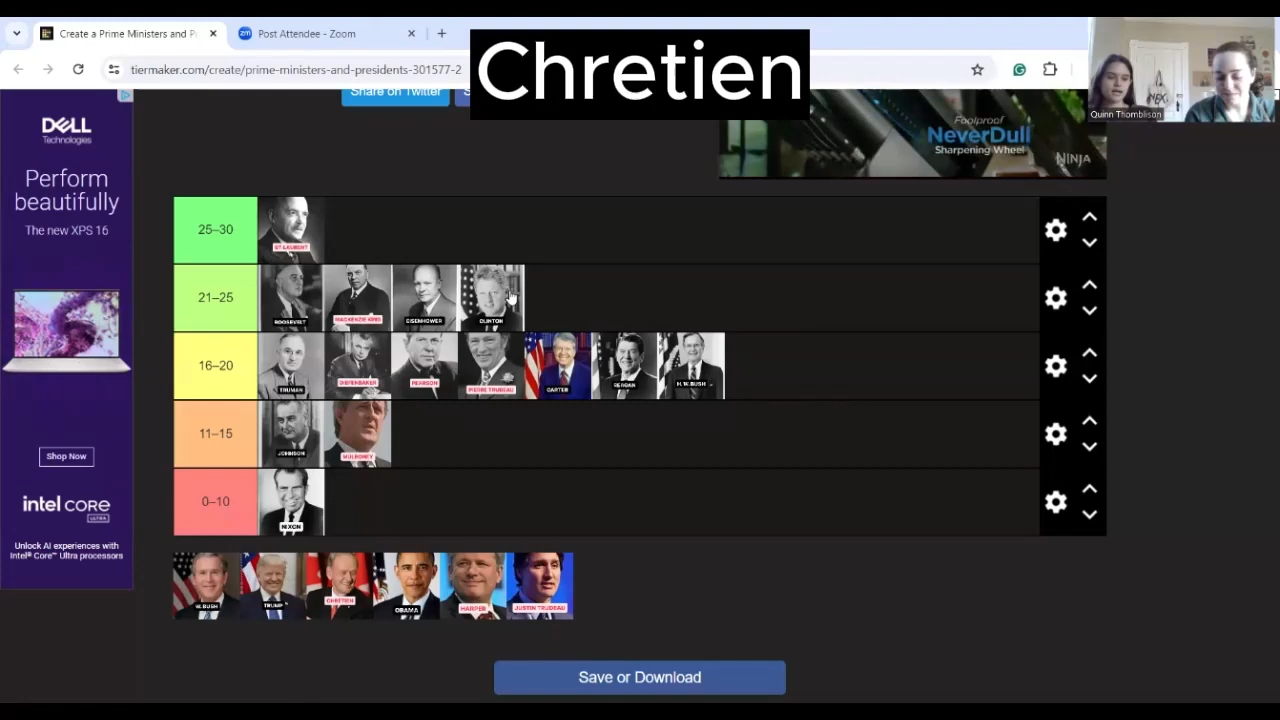 Create a Prime Ministers and P
Post Attendee - Zoom
tiermaker.com/create/prime-ministers-and-presidents-301577-2
Chretien
Quinn Thomblison
Share on Twitter
DELL
Technologies
Perform
beautifully
The new XPS 16
Shop Now
intel core
ULTRA
Unlock AI experiences with
Intel® Core™ Ultra processors
Foolproof
NeverDull
Sharpening Wheel
NINJA
25–30
ST LAURENT
21–25
ROOSEVELT
MACKENZIE KING
EISENHOWER
CLINTON
16–20
TRUMAN
DIEFENBAKER
PEARSON
PIERRE TRUDEAU
CARTER
REAGAN
H.W.BUSH
11–15
JOHNSON
MULRONEY
0–10
NIXON
W.BUSH
TRUMP
CHRETIEN
OBAMA
HARPER
JUSTIN TRUDEAU
Save or Download